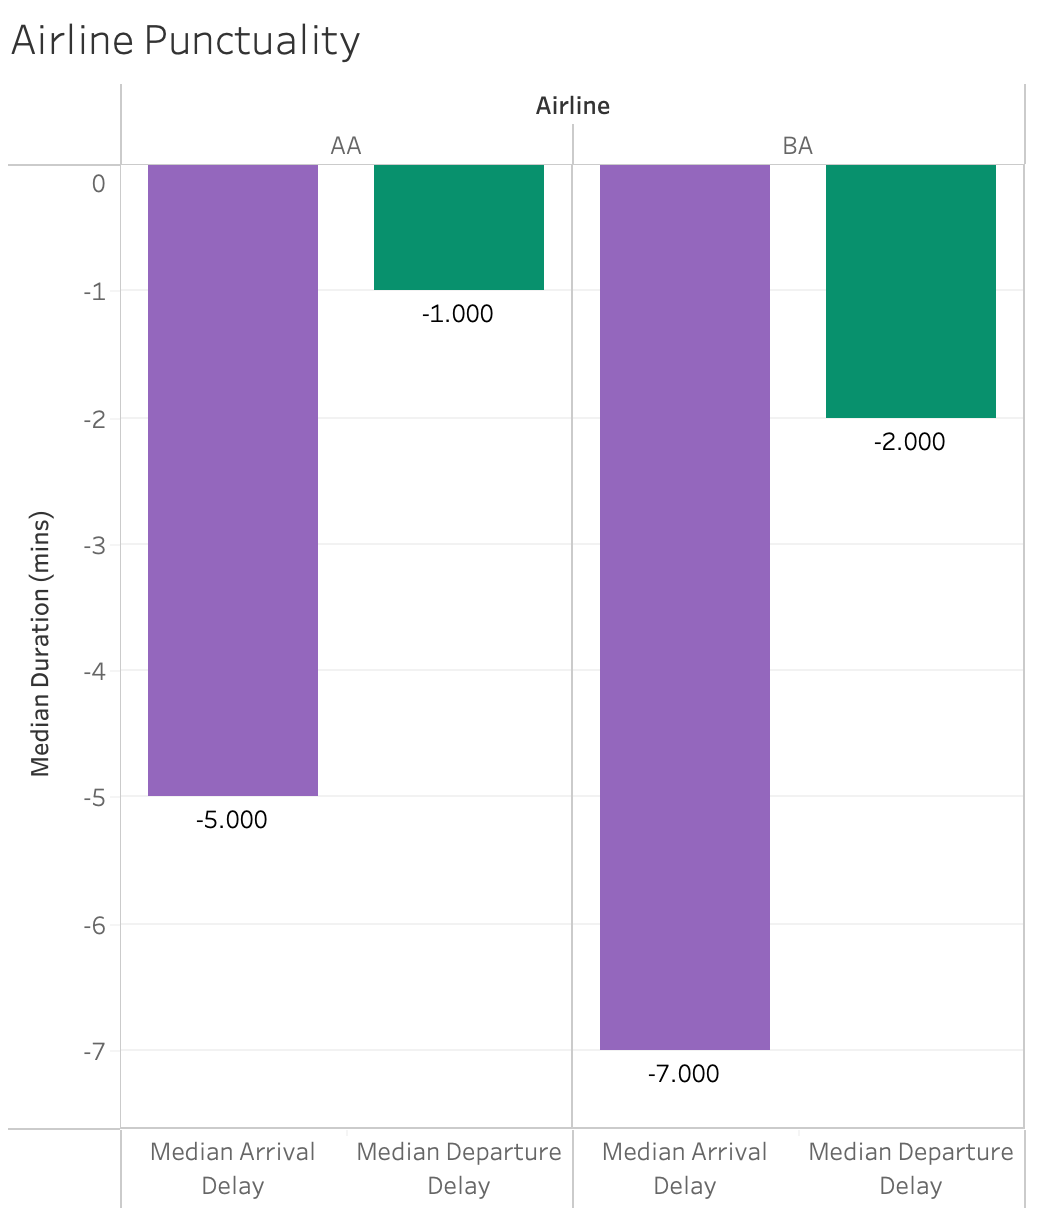 Airline Punctuality
Airline
AA
BA
Median Duration (mins)
0
-1
-2
-3
-4
-5
-6
-7
-5.000
-1.000
-7.000
-2.000
Median Arrival
Delay
Median Departure
Delay
Median Arrival
Delay
Median Departure
Delay